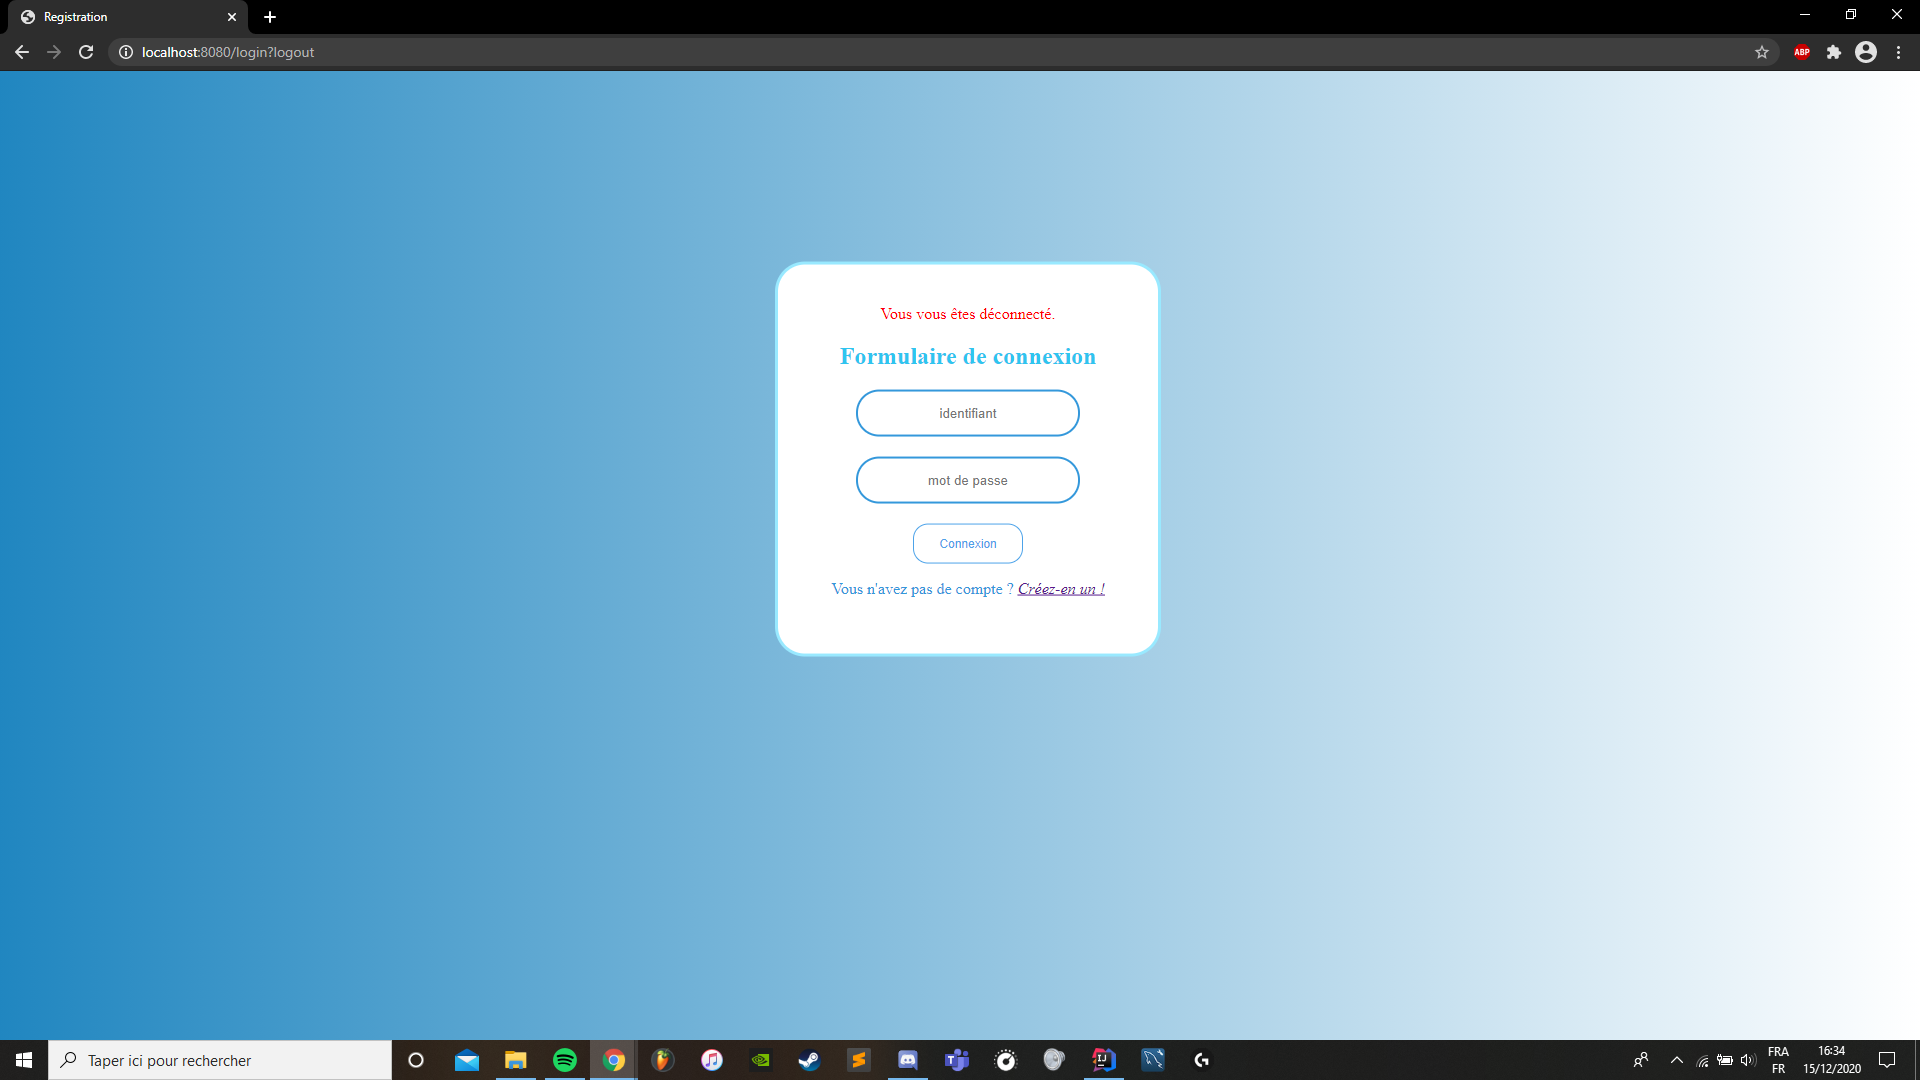 Registration
localhost:8080/login?logout
ABP
Vous vous êtes déconnecté.
Formulaire de connexion
identifiant
mot de passe
Connexion
Vous n'avez pas de compte ? Créez-en un !
Taper ici pour rechercher
FRA
FR
16:34
15/12/2020